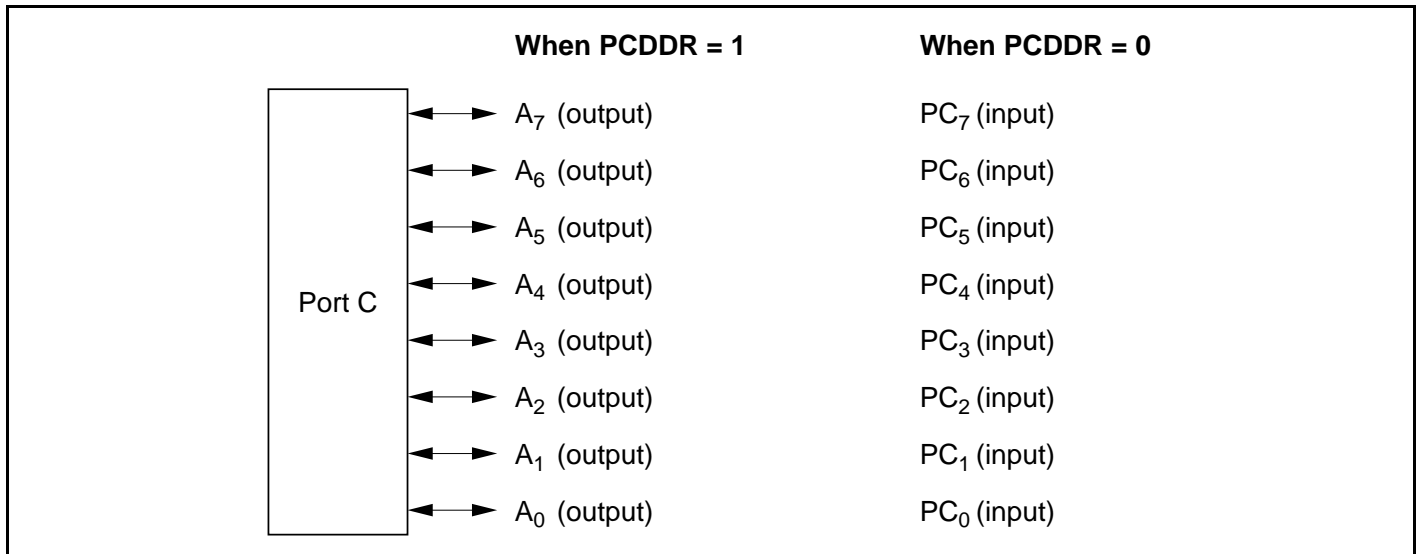 When PCDDR = 1 When PCDDR = 0
A₇ (output) PC₇ (input)
A₆ (output) PC₆ (input)
A₅ (output) PC₅ (input)
A₄ (output) PC₄ (input)
Port C
A₃ (output) PC₃ (input)
A₂ (output) PC₂ (input)
A₁ (output) PC₁ (input)
A₀ (output) PC₀ (input)